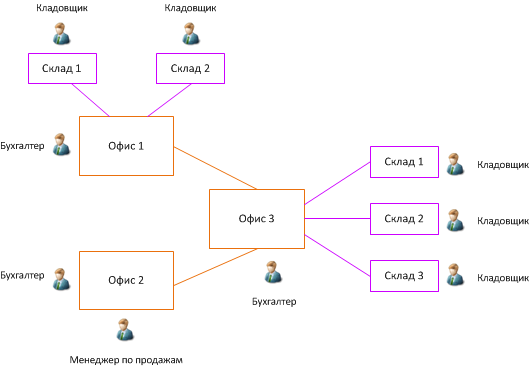 Кладовщик
Кладовщик
Склад 1
Склад 2
Бухгалтер
Офис 1
Склад 1
Кладовщик
Офис 3
Склад 2
Кладовщик
Бухгалтер
Офис 2
Склад 3
Кладовщик
Бухгалтер
Менеджер по продажам